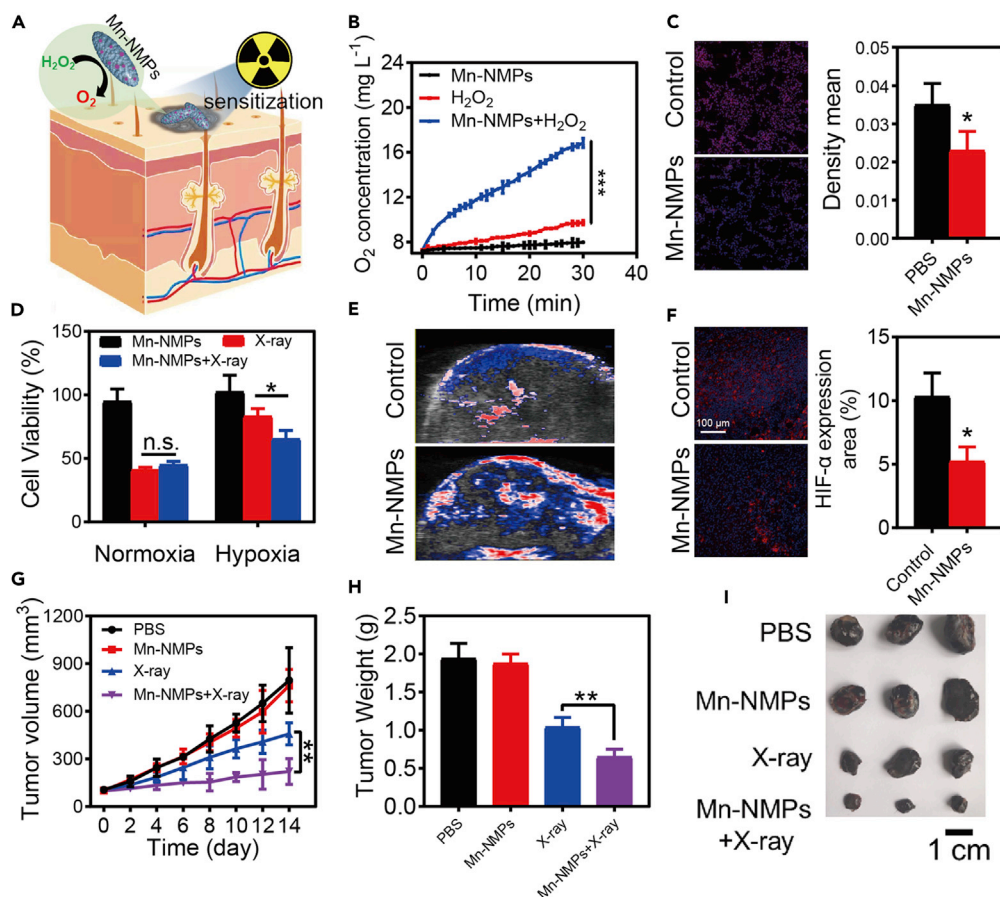 A
Mn-NMPs
H₂O₂
O₂
sensitization
B
O₂ concentration (mg L⁻¹)
20
16
12
8
Mn-NMPs
H₂O₂
Mn-NMPs+H₂O₂
***
0 10 20 30 40
Time (min)
C
Control
Mn-NMPs
Density mean
0.05
0.04
0.03
0.02
0.01
0.00
*
PBS
Mn-NMPs
D
Cell Viability (%)
150
100
50
0
Mn-NMPs X-ray
Mn-NMPs+X-ray
n.s.
*
Normoxia Hypoxia
E
Control
Mn-NMPs
F
Control
100 μm
Mn-NMPs
HIF-α expression
area (%)
15
10
5
0
*
Control
Mn-NMPs
G
Tumor volume (mm³)
1200
900
600
300
0
PBS
Mn-NMPs
X-ray
Mn-NMPs+X-ray
**
0 2 4 6 8 10 12 14
Time (day)
H
Tumor Weight (g)
2.5
2.0
1.5
1.0
0.5
0.0
**
PBS
Mn-NMPs
X-ray
Mn-NMPs+X-ray
I
PBS
Mn-NMPs
X-ray
Mn-NMPs
+X-ray
1 cm